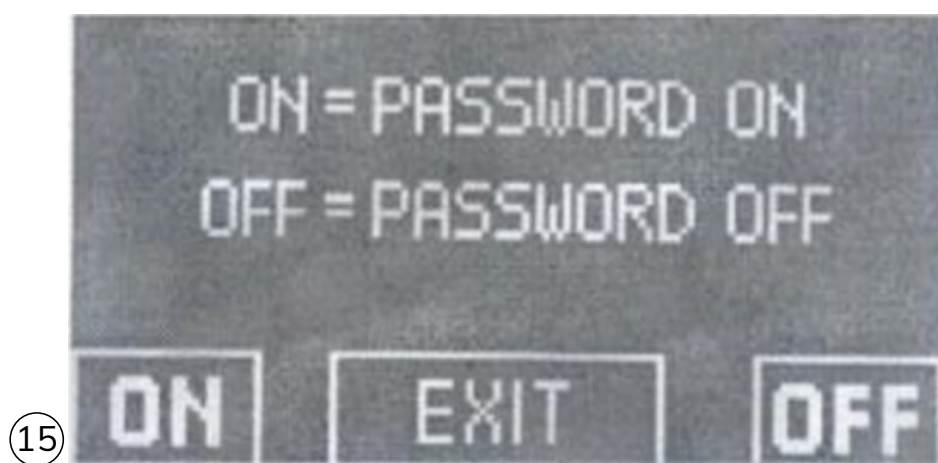 ON = PASSWORD ON
OFF = PASSWORD OFF
ON EXIT OFF
15